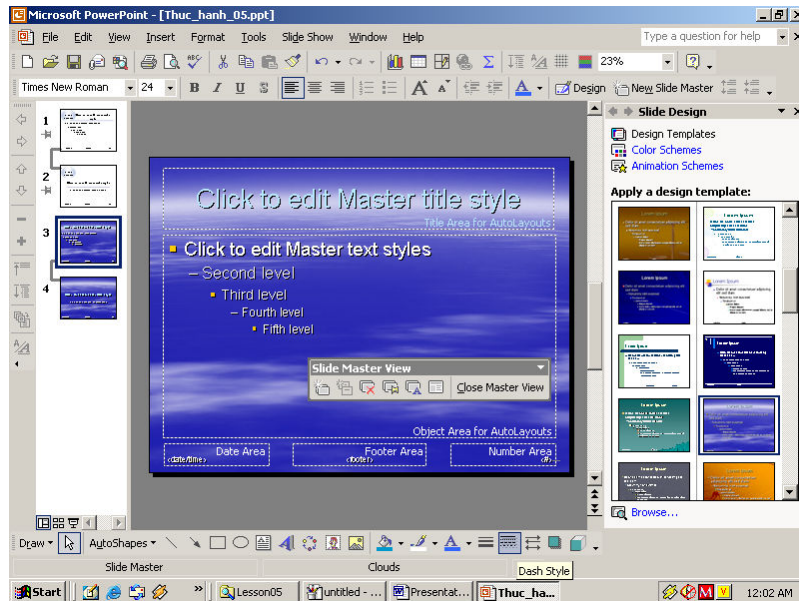 Microsoft PowerPoint - [Thuc_hanh_05.ppt]
File Edit View Insert Format Tools Slide Show Window Help
Type a question for help
23%
Times New Roman 24 B I U S Design New Slide Master
Slide Design
Design Templates
Color Schemes
Animation Schemes
Apply a design template:
1
2
3
4
Click to edit Master title style
Title Area for AutoLayouts
Click to edit Master text styles
– Second level
Third level
– Fourth level
Fifth level
Slide Master View
Close Master View
Object Area for AutoLayouts
Date Area
<date/time>
Footer Area
<footer>
Number Area
<#>
Browse...
Draw AutoShapes
Slide Master Clouds
Dash Style
Start » Lesson05 untitled - ... Presentat... Thuc_ha... 12:02 AM